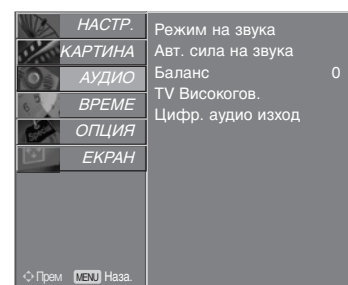 НАСТР.
КАРТИНА
АУДИО
ВРЕМЕ
ОПЦИЯ
ЕКРАН
Режим на звука
Авт. сила на звука
Баланс 0
TV Високогов.
Цифр. аудио изход
Прем MENU Наза.